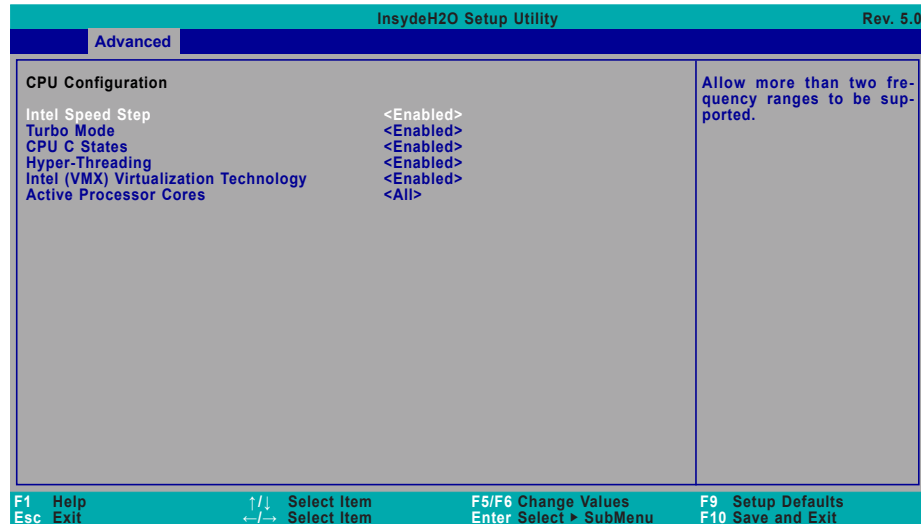 InsydeH2O Setup Utility Rev. 5.0
Advanced
CPU Configuration
Intel Speed Step <Enabled>
Turbo Mode <Enabled>
CPU C States <Enabled>
Hyper-Threading <Enabled>
Intel (VMX) Virtualization Technology <Enabled>
Active Processor Cores <All>
Allow more than two fre-
quency ranges to be sup-
ported.
F1 Help ↑/↓ Select Item F5/F6 Change Values F9 Setup Defaults
Esc Exit ←/→ Select Item Enter Select ▶ SubMenu F10 Save and Exit